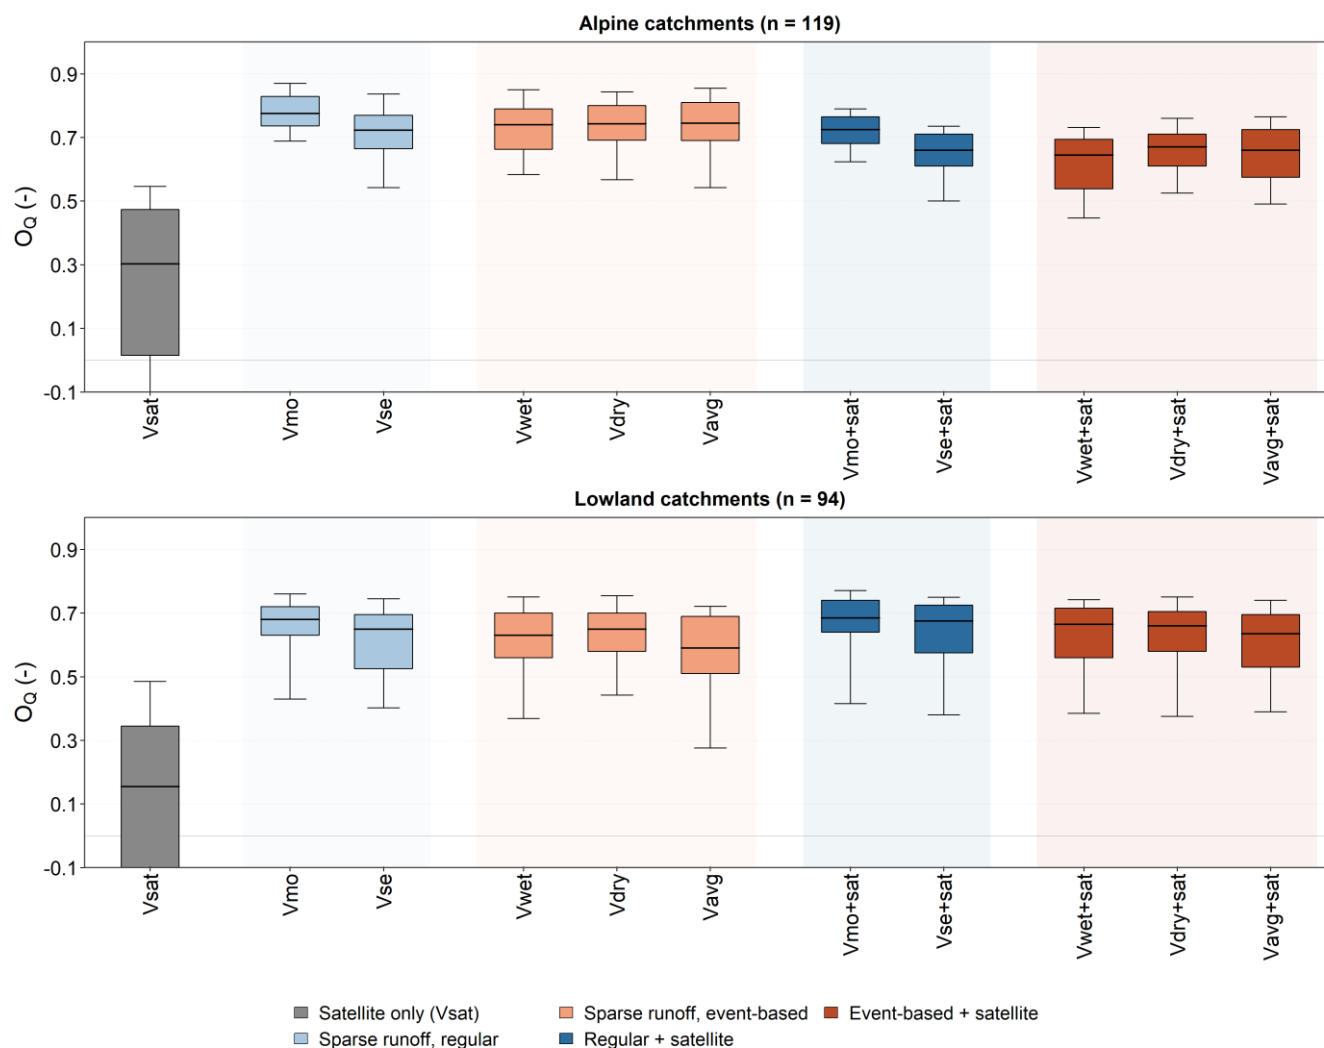 Alpine catchments (n = 119)
0.9
0.7
0.5
0.3
0.1
-0.1
OQ (-)
Vsat
Vmo
Vse
Vwet
Vdry
Vavg
Vmo+sat
Vse+sat
Vwet+sat
Vdry+sat
Vavg+sat
Lowland catchments (n = 94)
0.9
0.7
0.5
0.3
0.1
-0.1
OQ (-)
Vsat
Vmo
Vse
Vwet
Vdry
Vavg
Vmo+sat
Vse+sat
Vwet+sat
Vdry+sat
Vavg+sat
Satellite only (Vsat)
Sparse runoff, event-based
Event-based + satellite
Sparse runoff, regular
Regular + satellite